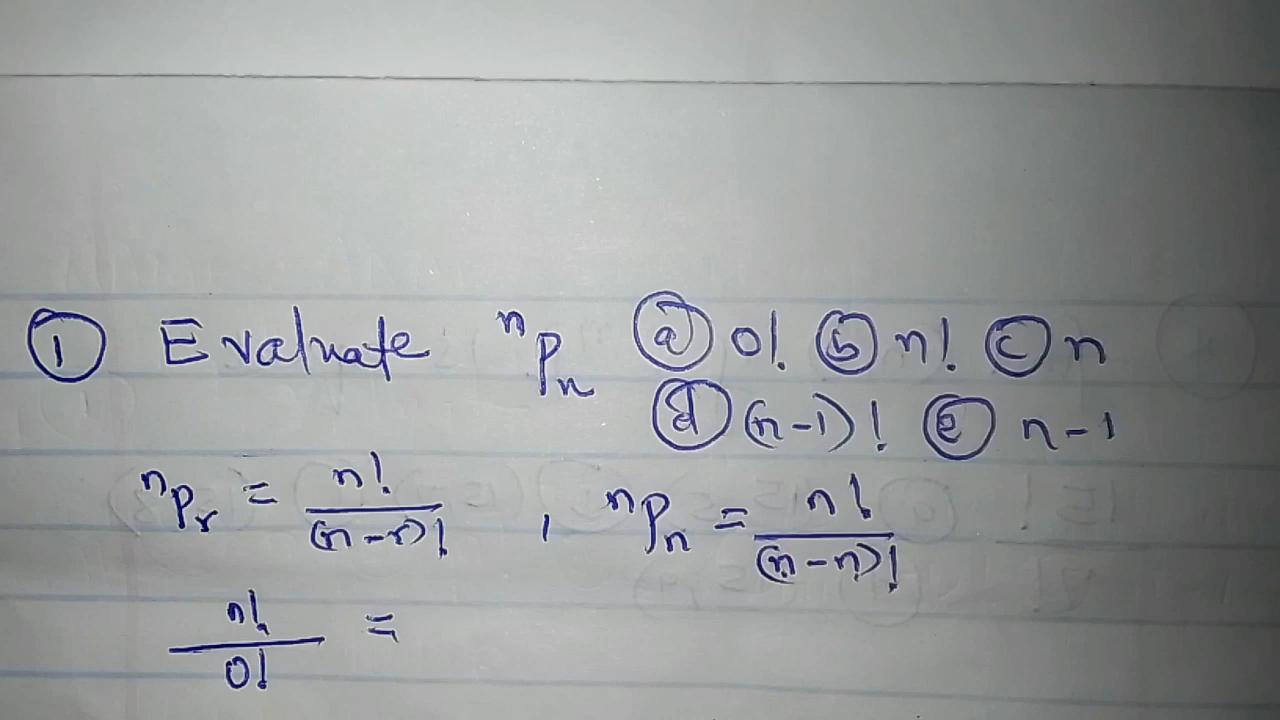 ① Evaluate ⁿPₙ ⓐ 0! ⓑ n! ⓒ n
ⓓ (n-1)! ⓔ n-1
ⁿPᵣ = n!/(n-r)! , ⁿPₙ = n!/(n-n)!
n!/0! =